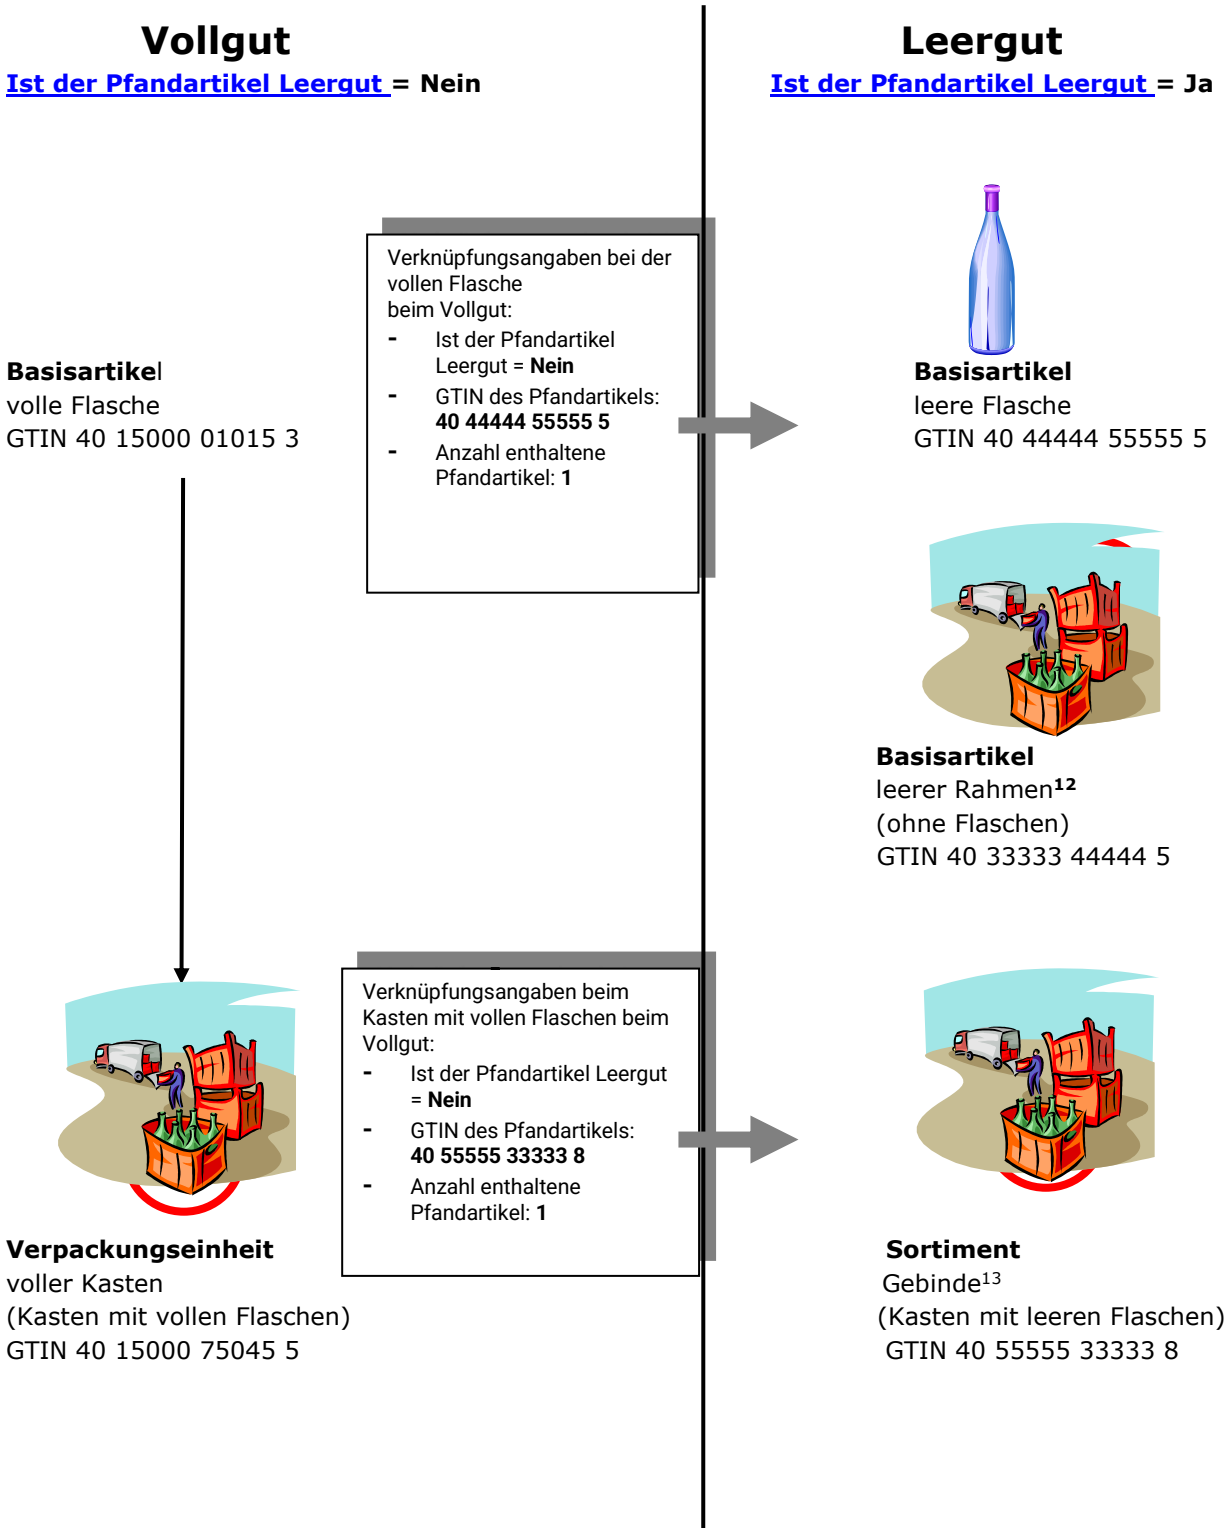 Vollgut
Ist der Pfandartikel Leergut = Nein
Leergut
Ist der Pfandartikel Leergut = Ja
Verknüpfungsangaben bei der
vollen Flasche
beim Vollgut:
- Ist der Pfandartikel
Leergut = Nein
- GTIN des Pfandartikels:
40 44444 55555 5
- Anzahl enthaltene
Pfandartikel: 1
Basisartikel
volle Flasche
GTIN 40 15000 01015 3
Basisartikel
leere Flasche
GTIN 40 44444 55555 5
Basisartikel
leerer Rahmen12
(ohne Flaschen)
GTIN 40 33333 44444 5
Verknüpfungsangaben beim
Kasten mit vollen Flaschen beim
Vollgut:
- Ist der Pfandartikel Leergut
= Nein
- GTIN des Pfandartikels:
40 55555 33333 8
- Anzahl enthaltene
Pfandartikel: 1
Verpackungseinheit
voller Kasten
(Kasten mit vollen Flaschen)
GTIN 40 15000 75045 5
Sortiment
Gebinde13
(Kasten mit leeren Flaschen)
GTIN 40 55555 33333 8